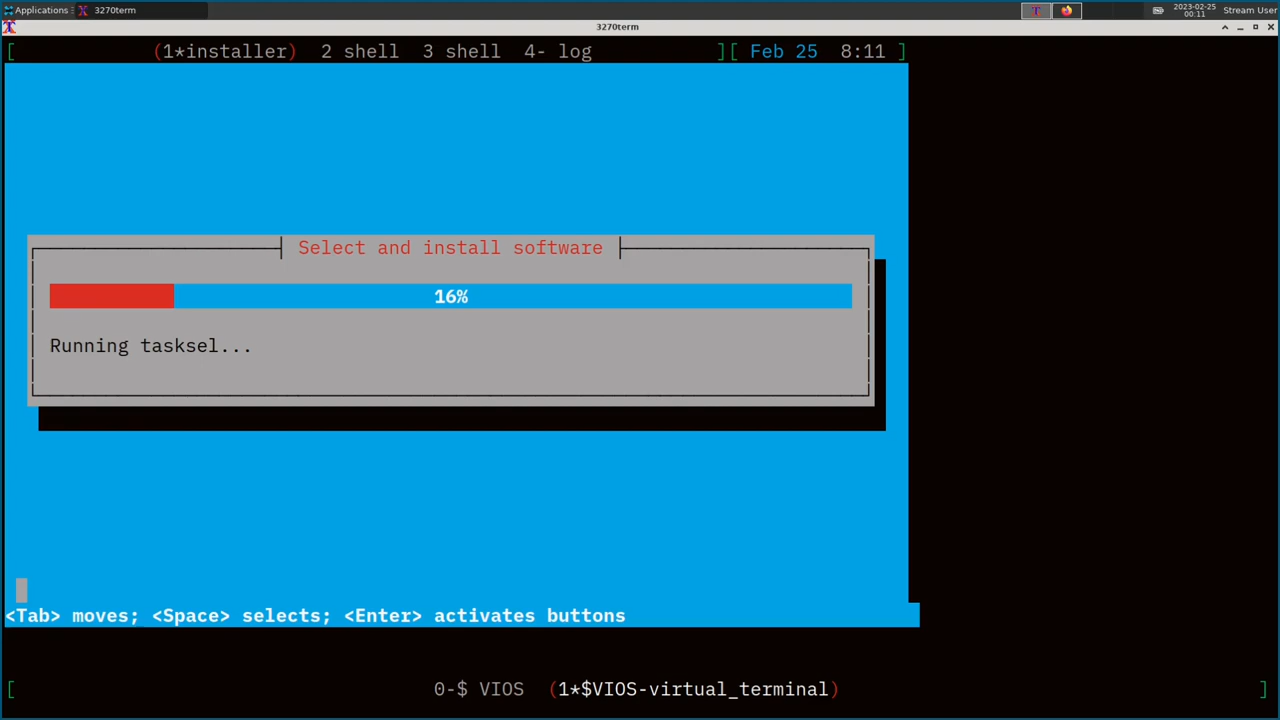 Applications 3270term 2023-02-25 Stream User
00:11
3270term
[ (1*installer) 2 shell 3 shell 4- log ][ Feb 25 8:11 ]
Select and install software
16%
Running tasksel...
<Tab> moves; <Space> selects; <Enter> activates buttons
[ 0-$ VIOS (1*$VIOS-virtual_terminal) ]